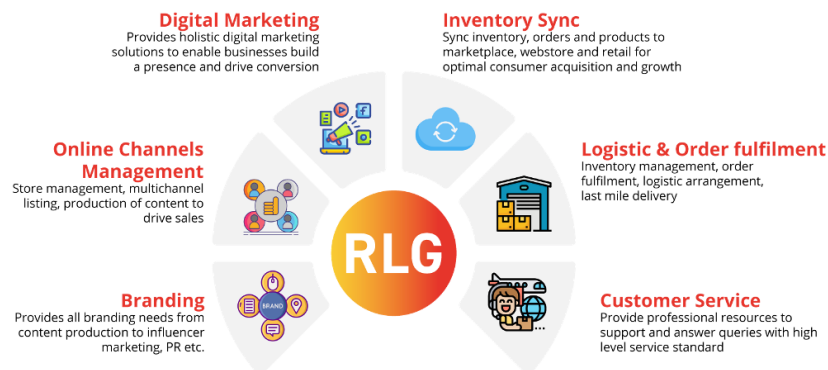 Digital Marketing
Provides holistic digital marketing
solutions to enable businesses build
a presence and drive conversion
Inventory Sync
Sync inventory, orders and products to
marketplace, webstore and retail for
optimal consumer acquisition and growth
Online Channels
Management
Store management, multichannel
listing, production of content to
drive sales
Logistic & Order fulfilment
Inventory management, order
fulfilment, logistic arrangement,
last mile delivery
RLG
Branding
Provides all branding needs from
content production to influencer
marketing, PR etc.
BRAND
Customer Service
Provide professional resources to
support and answer queries with high
level service standard